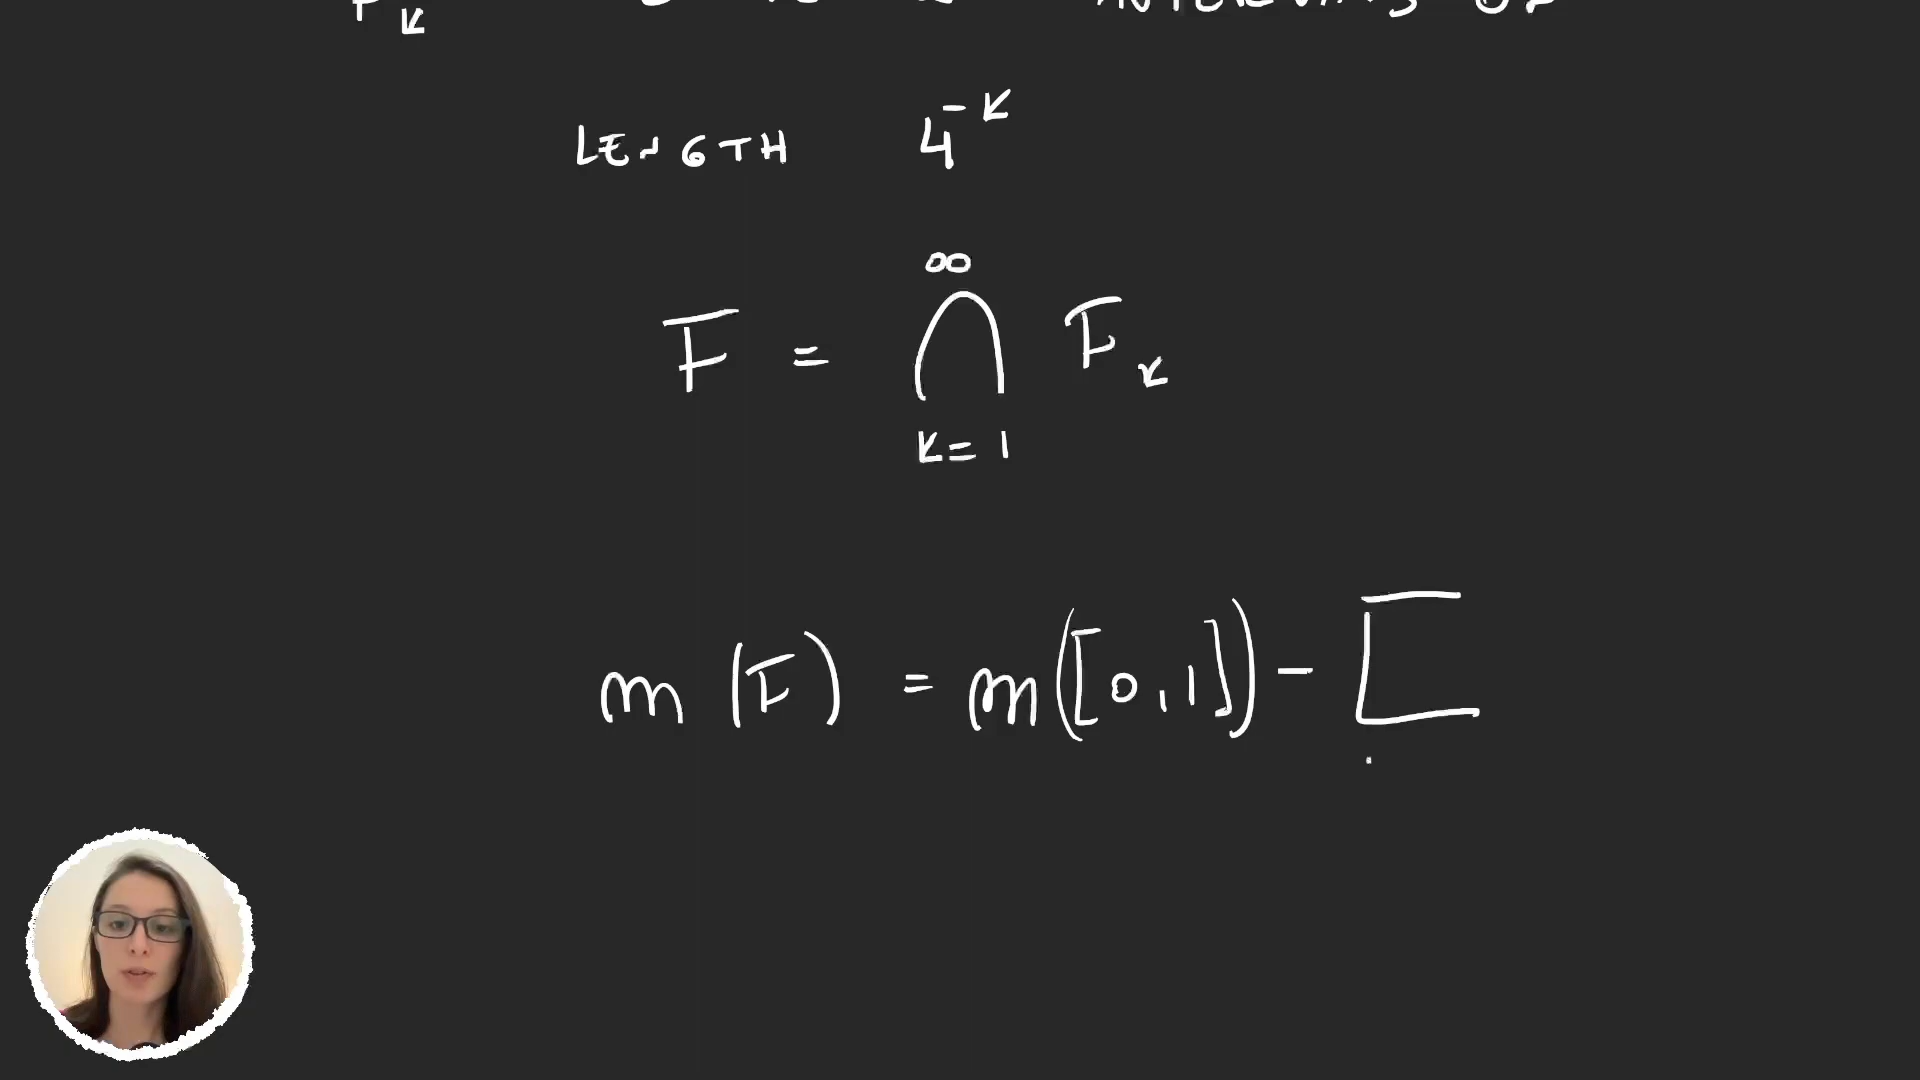 K
LENGTH 4^{-K}
F = ⋂_{K=1}^{∞} F_K
m(F) = m([0,1]) - Σ